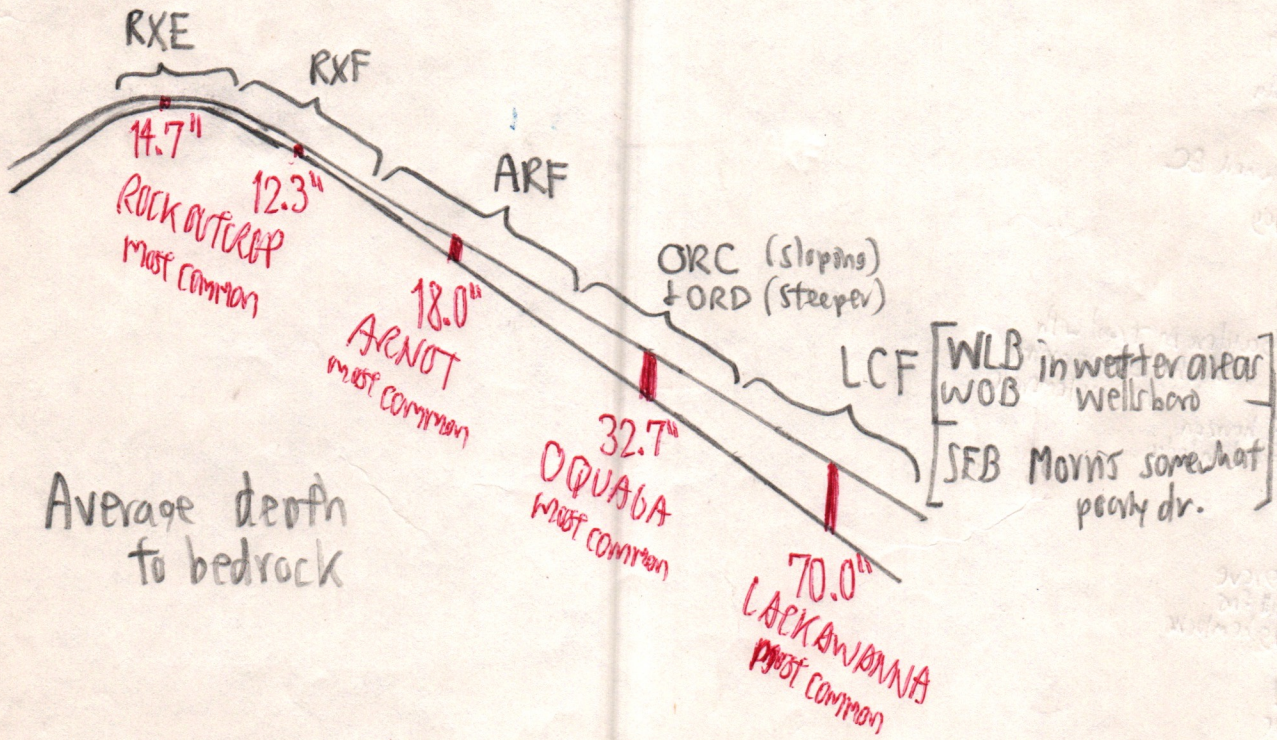 RXE
RXF
14.7"
12.3"
ROCK OUTCROP
most common
ARF
18.0"
ARNOT
most common
ORC (sloping)
+ ORD (steeper)
32.7"
OQUAGA
most common
LCF
WLB in wetter areas
WOB Wellsboro
SEB Morris somewhat
poorly dr.
70.0"
LACKAWANNA
most common
Average depth
to bedrock